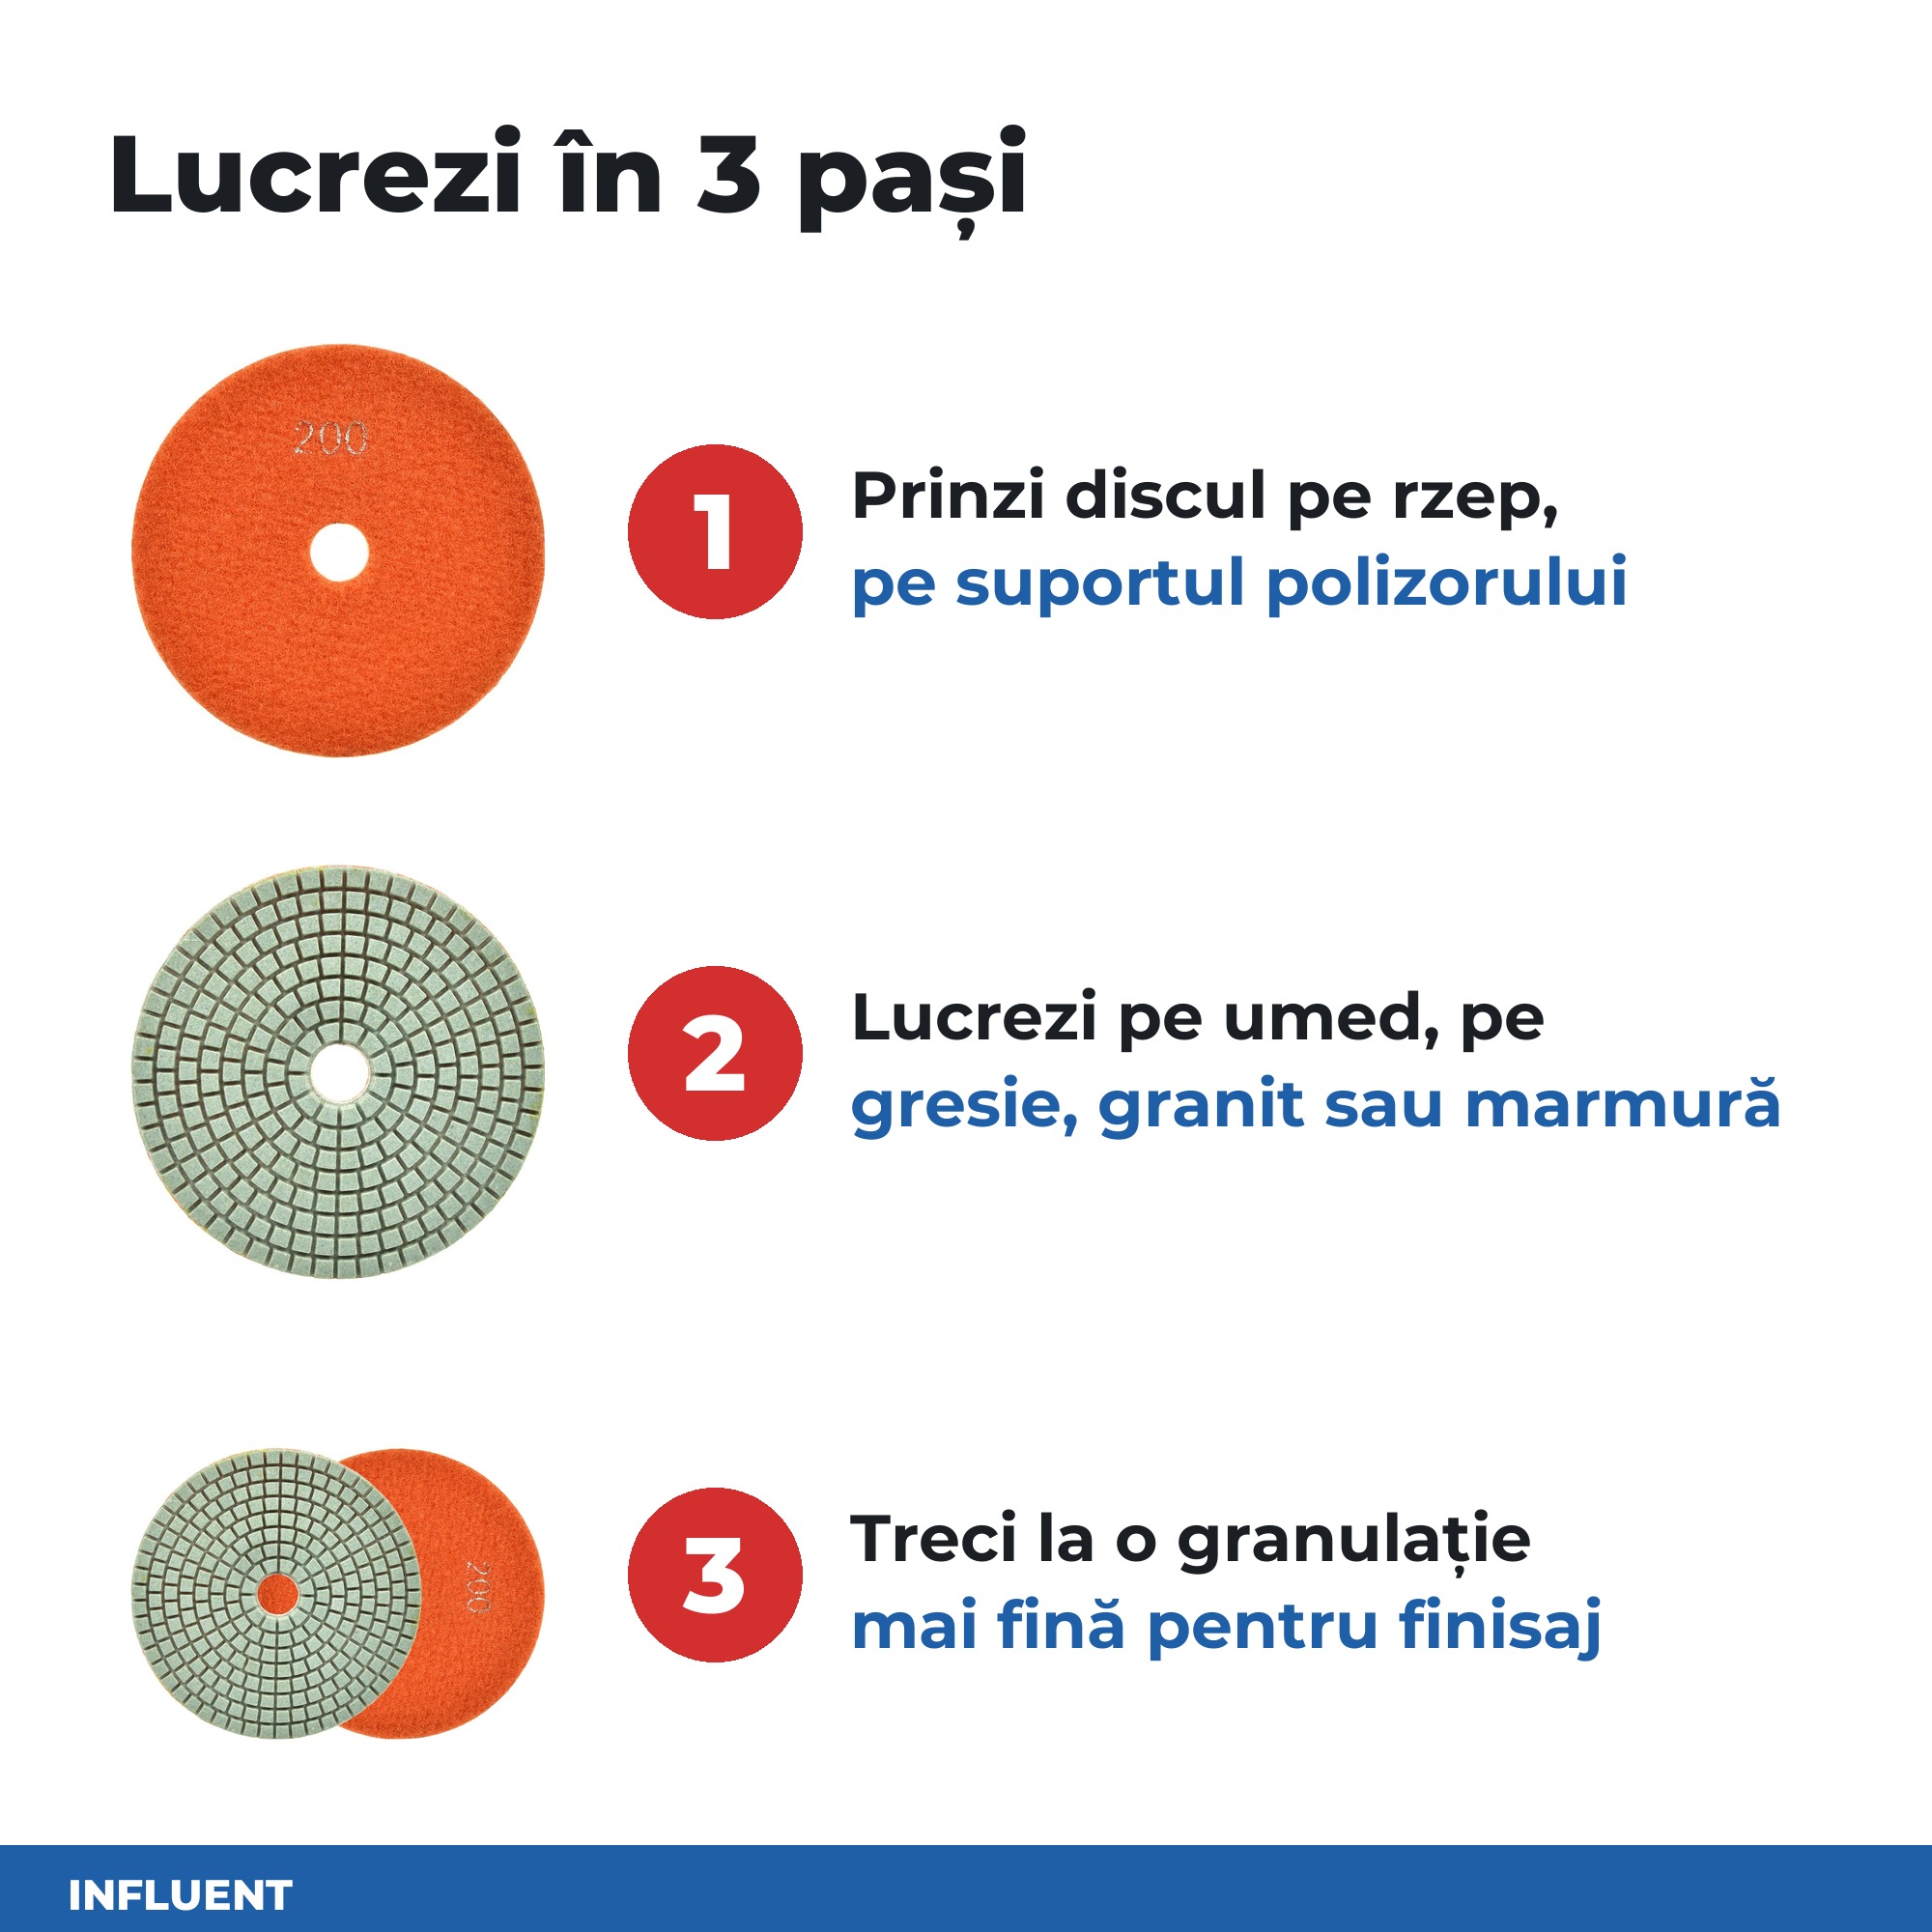 Lucrezi în 3 pași
200
1
Prinzi discul pe rzep,
pe suportul polizorului
2
Lucrezi pe umed, pe
gresie, granit sau marmură
200
3
Treci la o granulație
mai fină pentru finisaj
INFLUENT